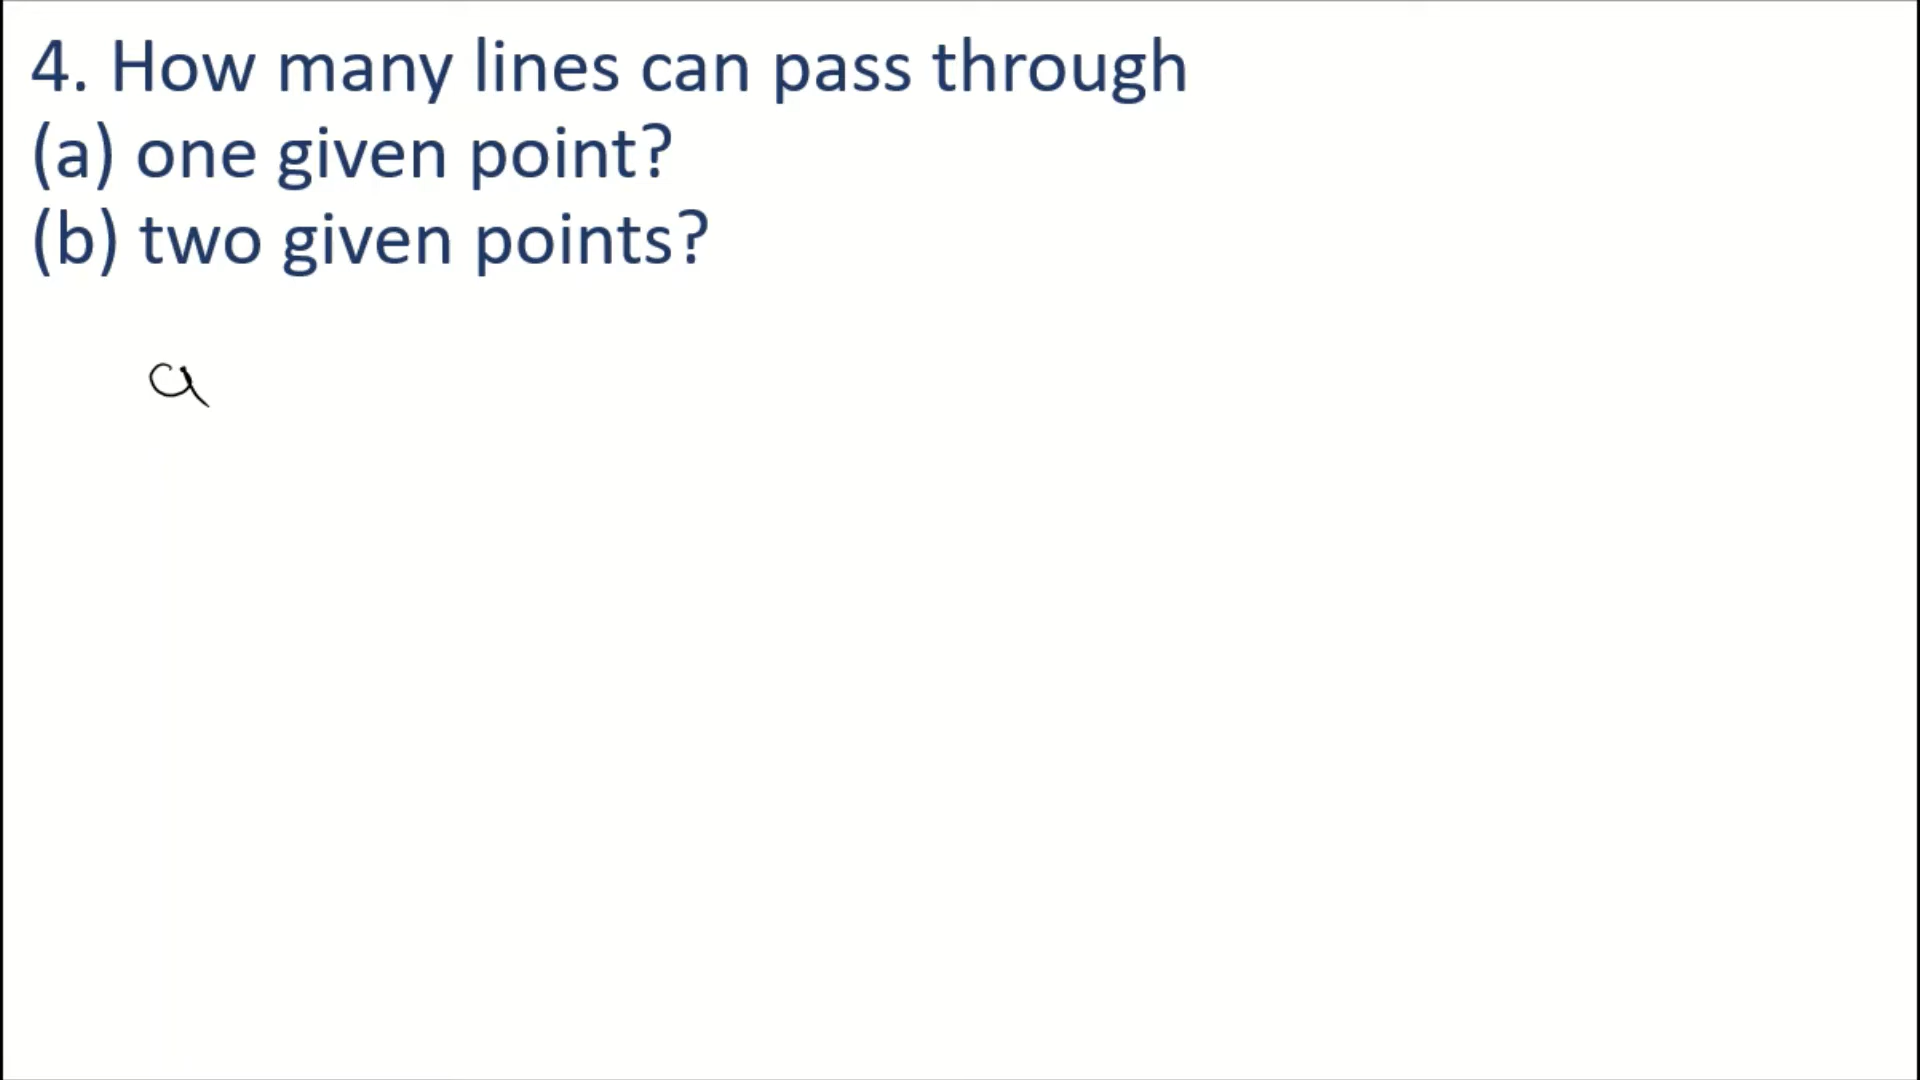 4. How many lines can pass through
(a) one given point?
(b) two given points?
a